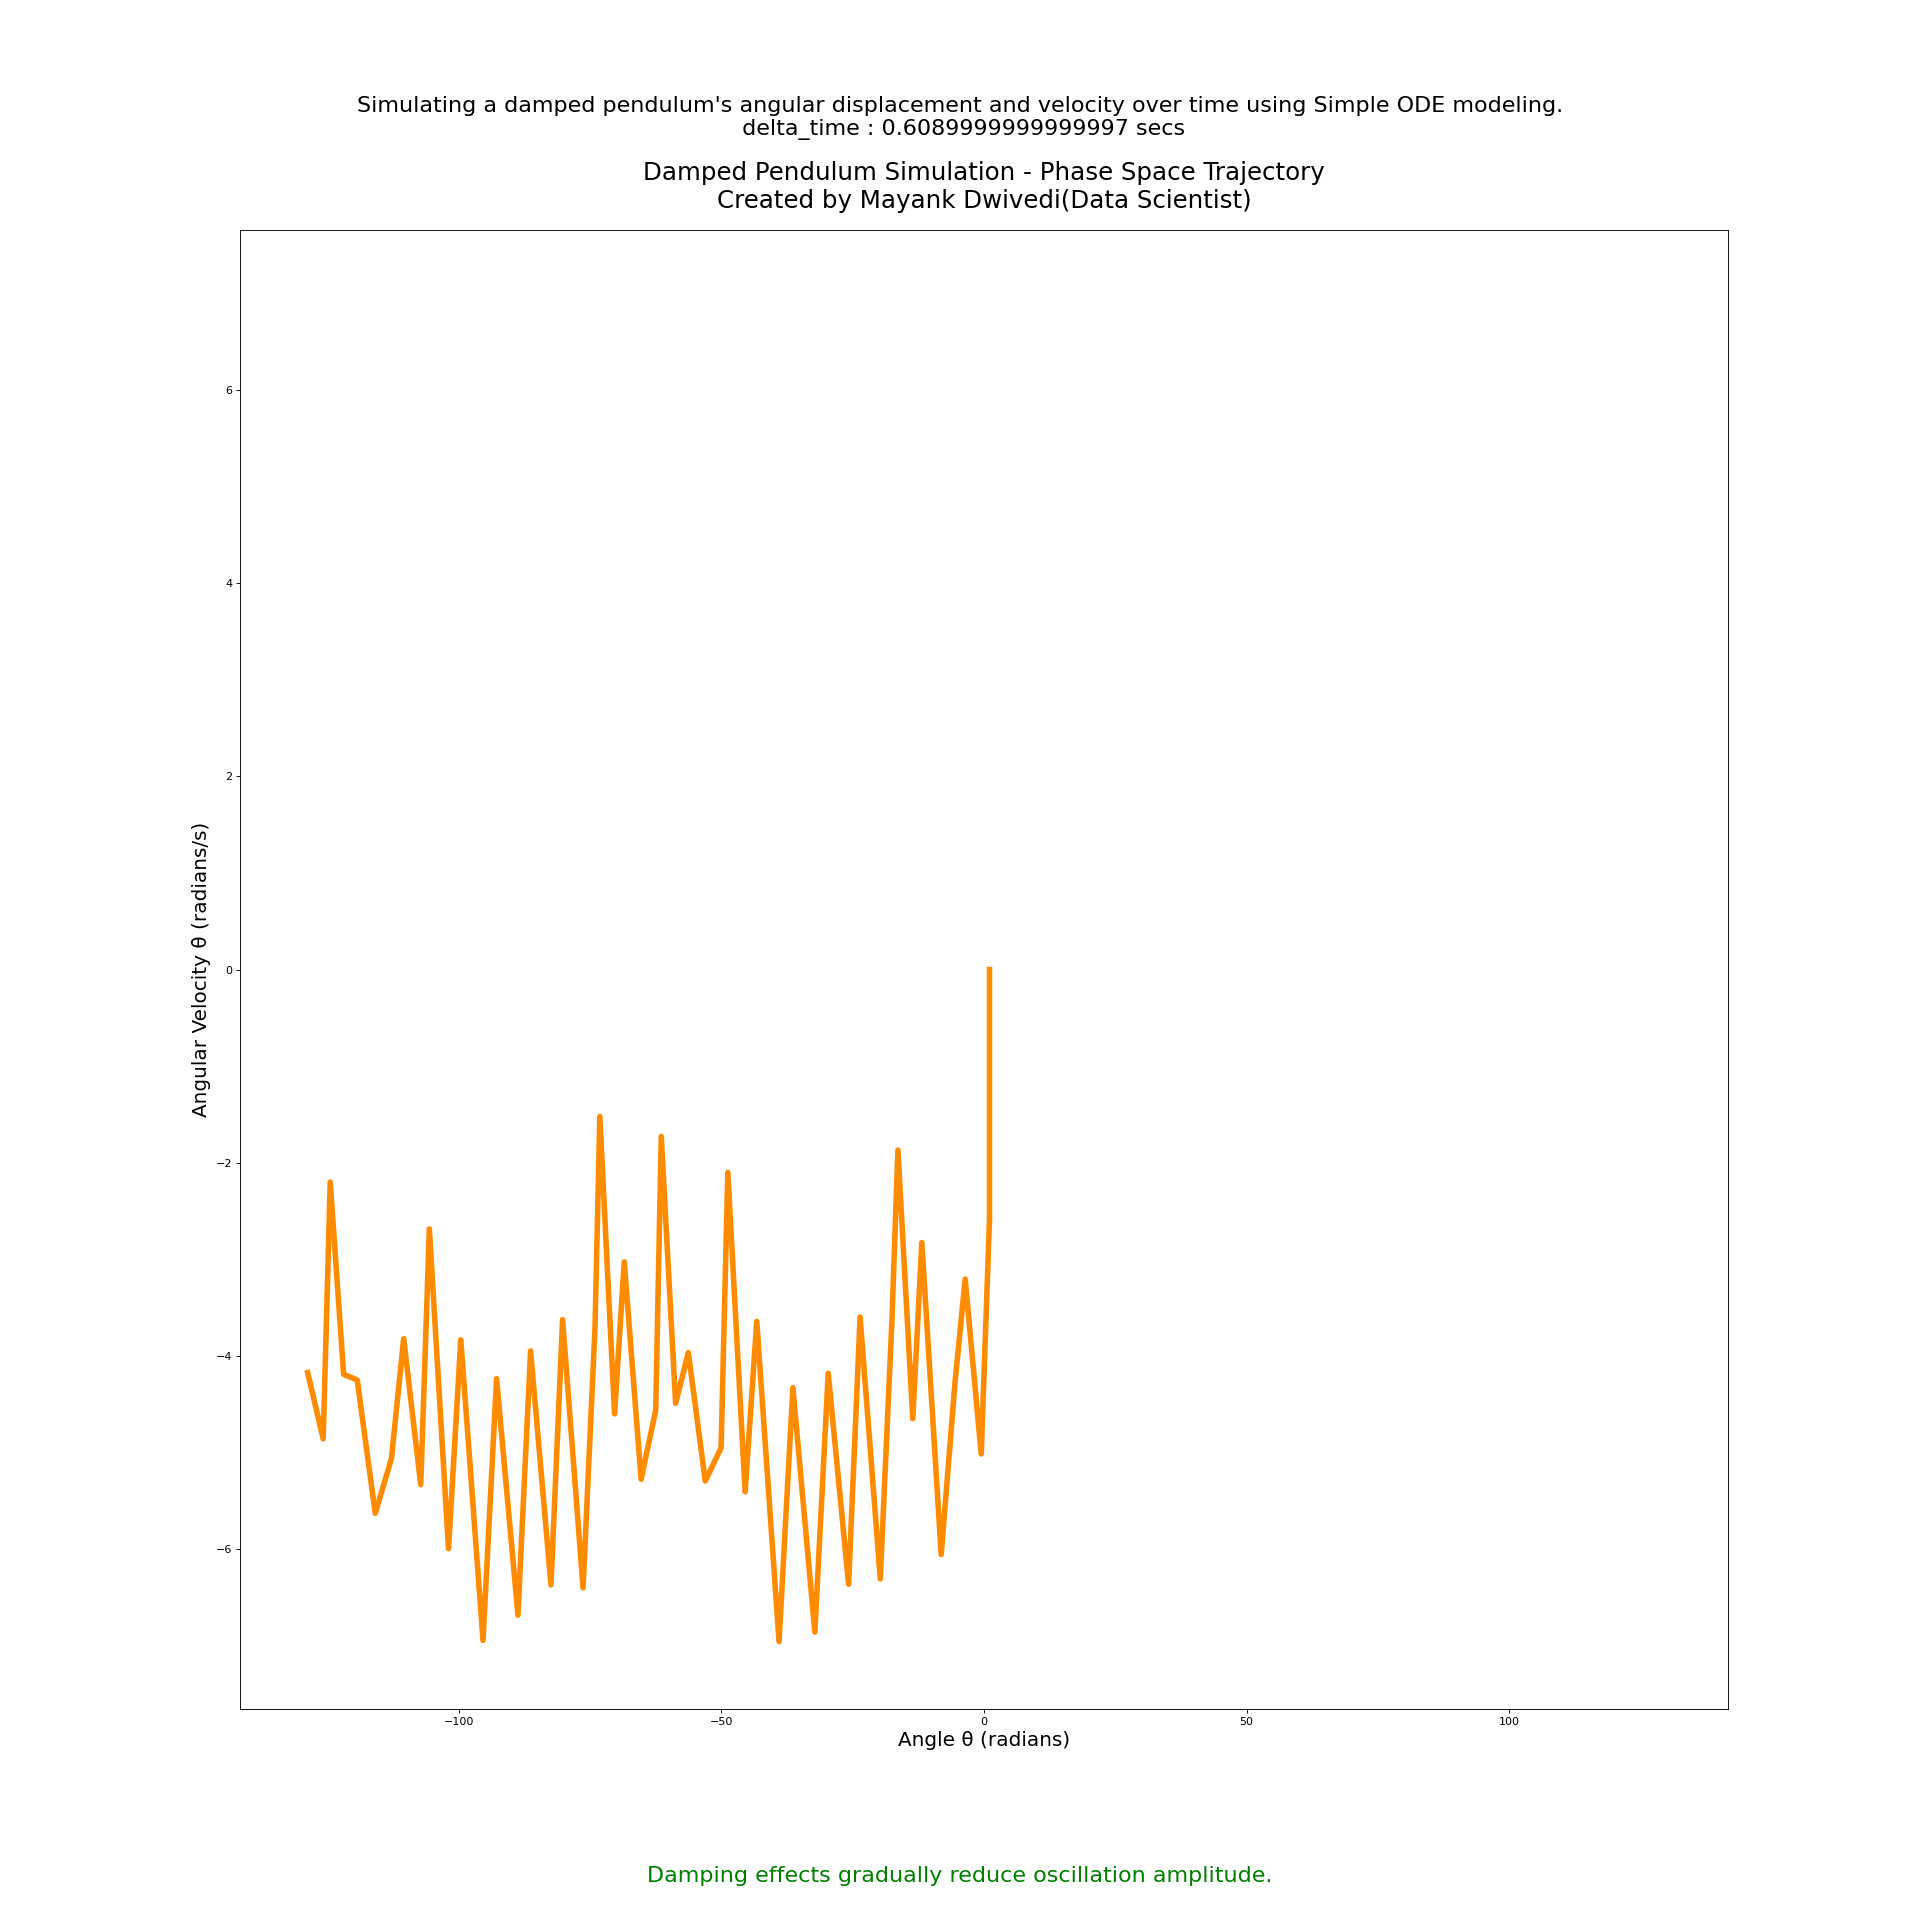 Simulating a damped pendulum's angular displacement and velocity over time using Simple ODE modeling.
delta_time : 0.6089999999999997 secs
Damped Pendulum Simulation - Phase Space Trajectory
Created by Mayank Dwivedi(Data Scientist)
6
4
2
0
−2
−4
−6
Angular Velocity θ̇ (radians/s)
−100
−50
0
50
100
Angle θ (radians)
Damping effects gradually reduce oscillation amplitude.